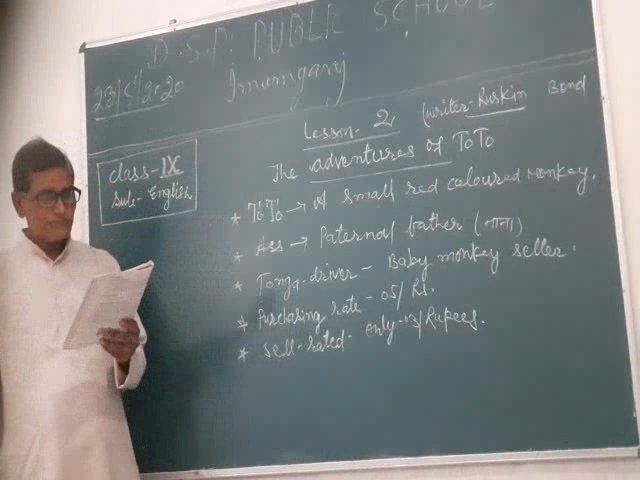 D.S.P. PUBLIC SCHOOL
23/5/2020 Imamganj
Lesson- 2 (writer-Ruskin Bond
class-IX
Sub- English
The adventures of ToTo
* ToTo → A small red coloured Monkey.
* Ass → Paternal father (नाना)
* Tonga-driver - Baby monkey seller.
* Purchasing rate - 05/ Rs.
* Sell-rated- only-03/Rupees.